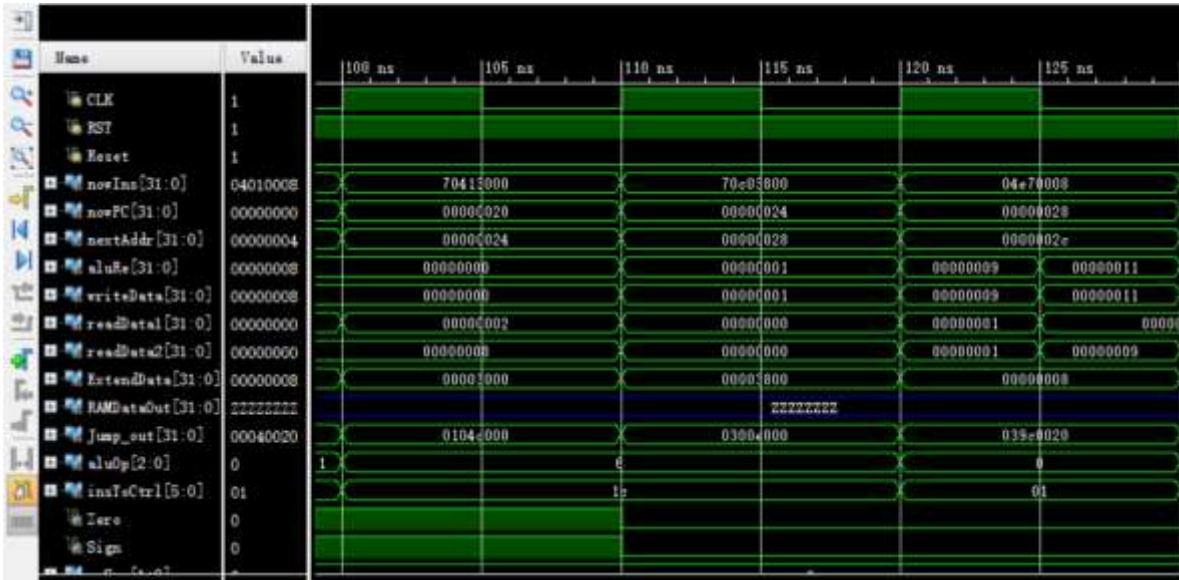 Name Value
100 ns 105 ns 110 ns 115 ns 120 ns 125 ns
CLK 1
RST 1
Reset 1
nowIns[31:0] 04010008 70413000 70c03800 04e70008
nowPC[31:0] 00000000 00000020 00000024 00000028
nextAddr[31:0] 00000004 00000024 00000028 0000002c
aluRe[31:0] 00000008 00000000 00000001 00000009 00000011
writeData[31:0] 00000008 00000000 00000001 00000009 00000011
readData1[31:0] 00000000 00000002 00000000 00000001 0000
readData2[31:0] 00000000 00000000 00000001 00000009
ExtendData[31:0] 00000008 00003000 00003800 00000008
RAMDataOut[31:0] ZZZZZZZZ ZZZZZZZZ
Jump_out[31:0] 00040020 0104c000 0300e000 039c0020
aluOp[2:0] 0 1 6 0
insToCtrl[5:0] 01 1c 01
Zero 0
Sign 0